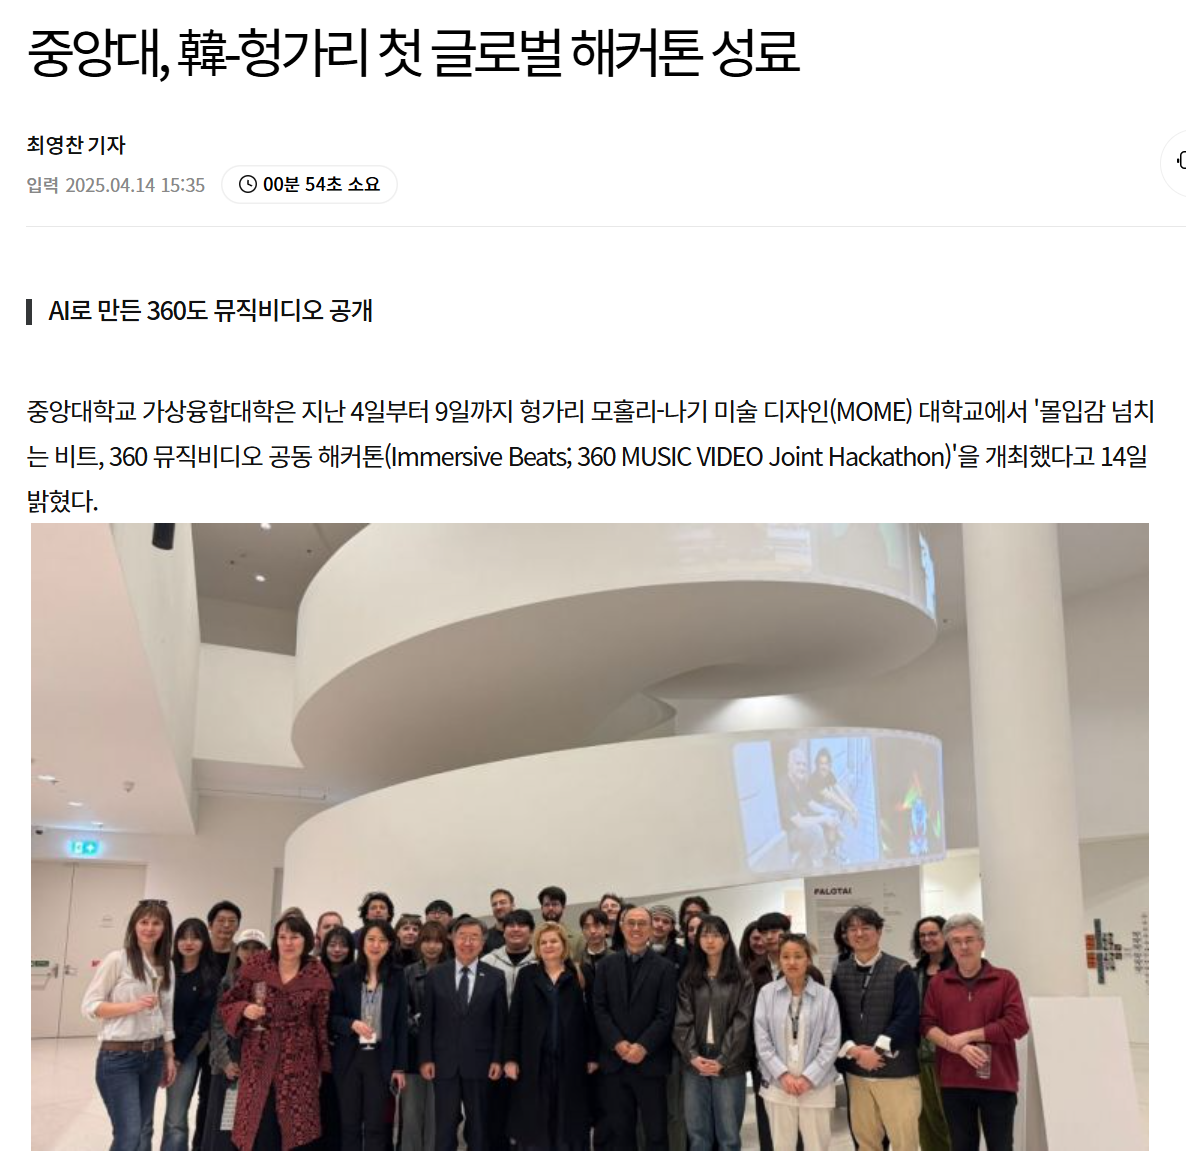 중앙대, 韓-헝가리 첫 글로벌 해커톤 성료
최영찬 기자
입력 2025.04.14 15:35
00분 54초 소요
AI로 만든 360도 뮤직비디오 공개
중앙대학교 가상융합대학은 지난 4일부터 9일까지 헝가리 모홀리-나기 미술 디자인(MOME) 대학교에서 '몰입감 넘치
는 비트, 360 뮤직비디오 공동 해커톤(Immersive Beats; 360 MUSIC VIDEO Joint Hackathon)'을 개최했다고 14일
밝혔다.
PALOTAI